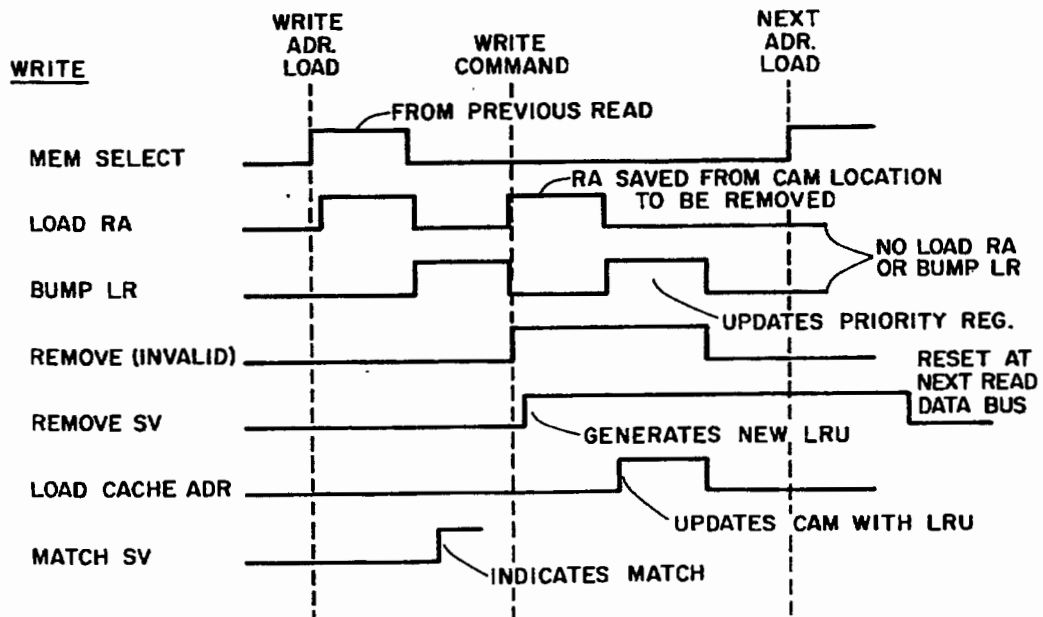 WRITE
ADR.
LOAD
WRITE
COMMAND
NEXT
ADR.
LOAD
WRITE
FROM PREVIOUS READ
MEM SELECT
RA SAVED FROM CAM LOCATION
TO BE REMOVED
LOAD RA
NO LOAD RA
OR BUMP LR
BUMP LR
UPDATES PRIORITY REG.
REMOVE (INVALID)
RESET AT
NEXT READ
DATA BUS
REMOVE SV
GENERATES NEW LRU
LOAD CACHE ADR
UPDATES CAM WITH LRU
MATCH SV
INDICATES MATCH